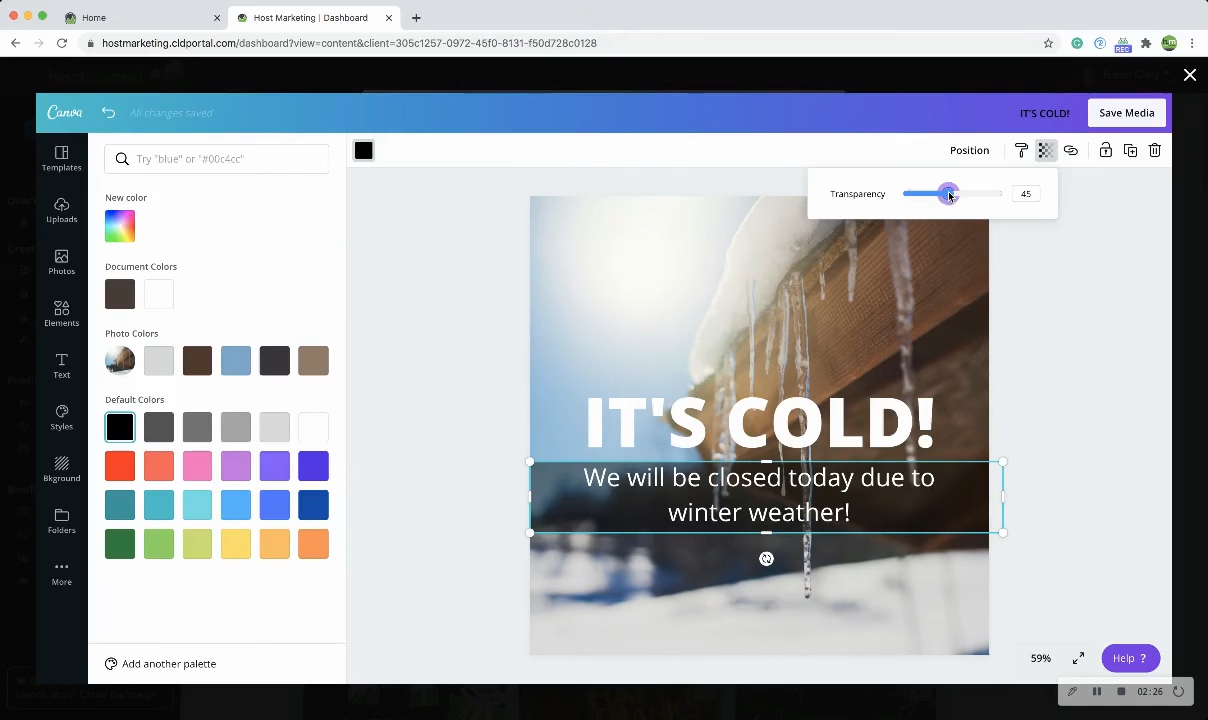 Home
Host Marketing | Dashboard
hostmarketing.cldportal.com/dashboard?view=content&client=305c1257-0972-45f0-8131-f50d728c0128
REC
Canva
All changes saved
IT'S COLD!
Save Media
Templates
Uploads
Photos
Elements
Text
Styles
Bkground
Folders
More
Try "blue" or "#00c4cc"
New color
Document Colors
Photo Colors
Default Colors
Add another palette
Position
Transparency
45
IT'S COLD!
We will be closed today due to
winter weather!
59%
Help ?
02:26